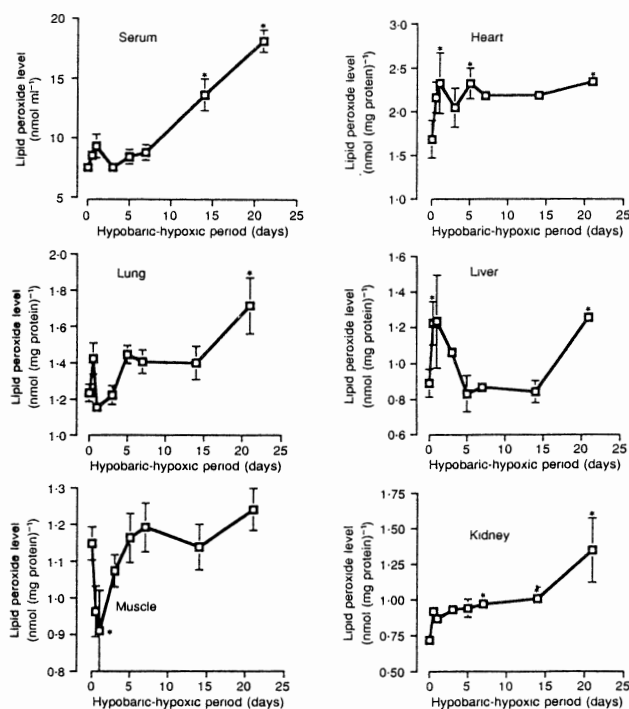 Serum
Lipid peroxide level
(nmol ml⁻¹)
20
15
10
5
0 5 10 15 20 25
Hypobaric-hypoxic period (days)
Heart
Lipid peroxide level
(nmol (mg protein)⁻¹)
3·0
2·5
2·0
1·5
1·0
0 5 10 15 20 25
Hypobaric-hypoxic period (days)
Lung
Lipid peroxide level
(nmol (mg protein)⁻¹)
2·0
1·8
1·6
1·4
1·2
1·0
0 5 10 15 20 25
Hypobaric-hypoxic period (days)
Liver
Lipid peroxide level
(nmol (mg protein)⁻¹)
1·6
1·4
1·2
1·0
0·8
0·6
0 5 10 15 20 25
Hypobaric-hypoxic period (days)
Muscle
Lipid peroxide level
(nmol (mg protein)⁻¹)
1·3
1·2
1·1
1·0
0·9
0·8
0 5 10 15 20 25
Hypobaric-hypoxic period (days)
Kidney
Lipid peroxide level
(nmol (mg protein)⁻¹)
1·75
1·50
1·25
1·00
0·75
0·50
0 5 10 15 20 25
Hypobaric-hypoxic period (days)